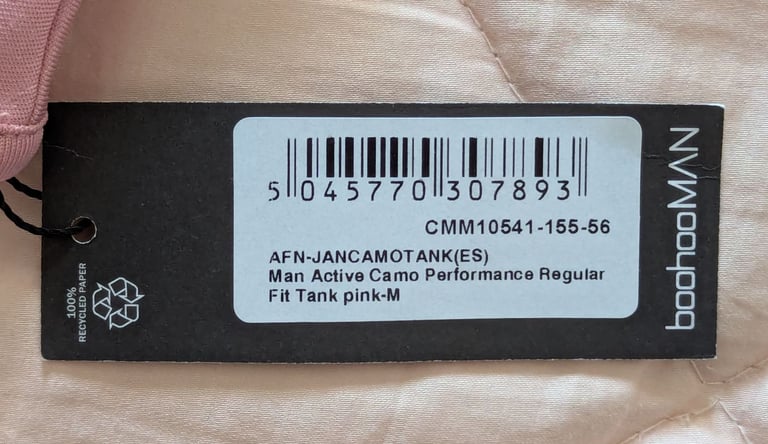 5 045770 307893
CMM10541-155-56
AFN-JANCAMOTANK(ES)
Man Active Camo Performance Regular
Fit Tank pink-M
boohooMAN
100%
RECYCLED PAPER